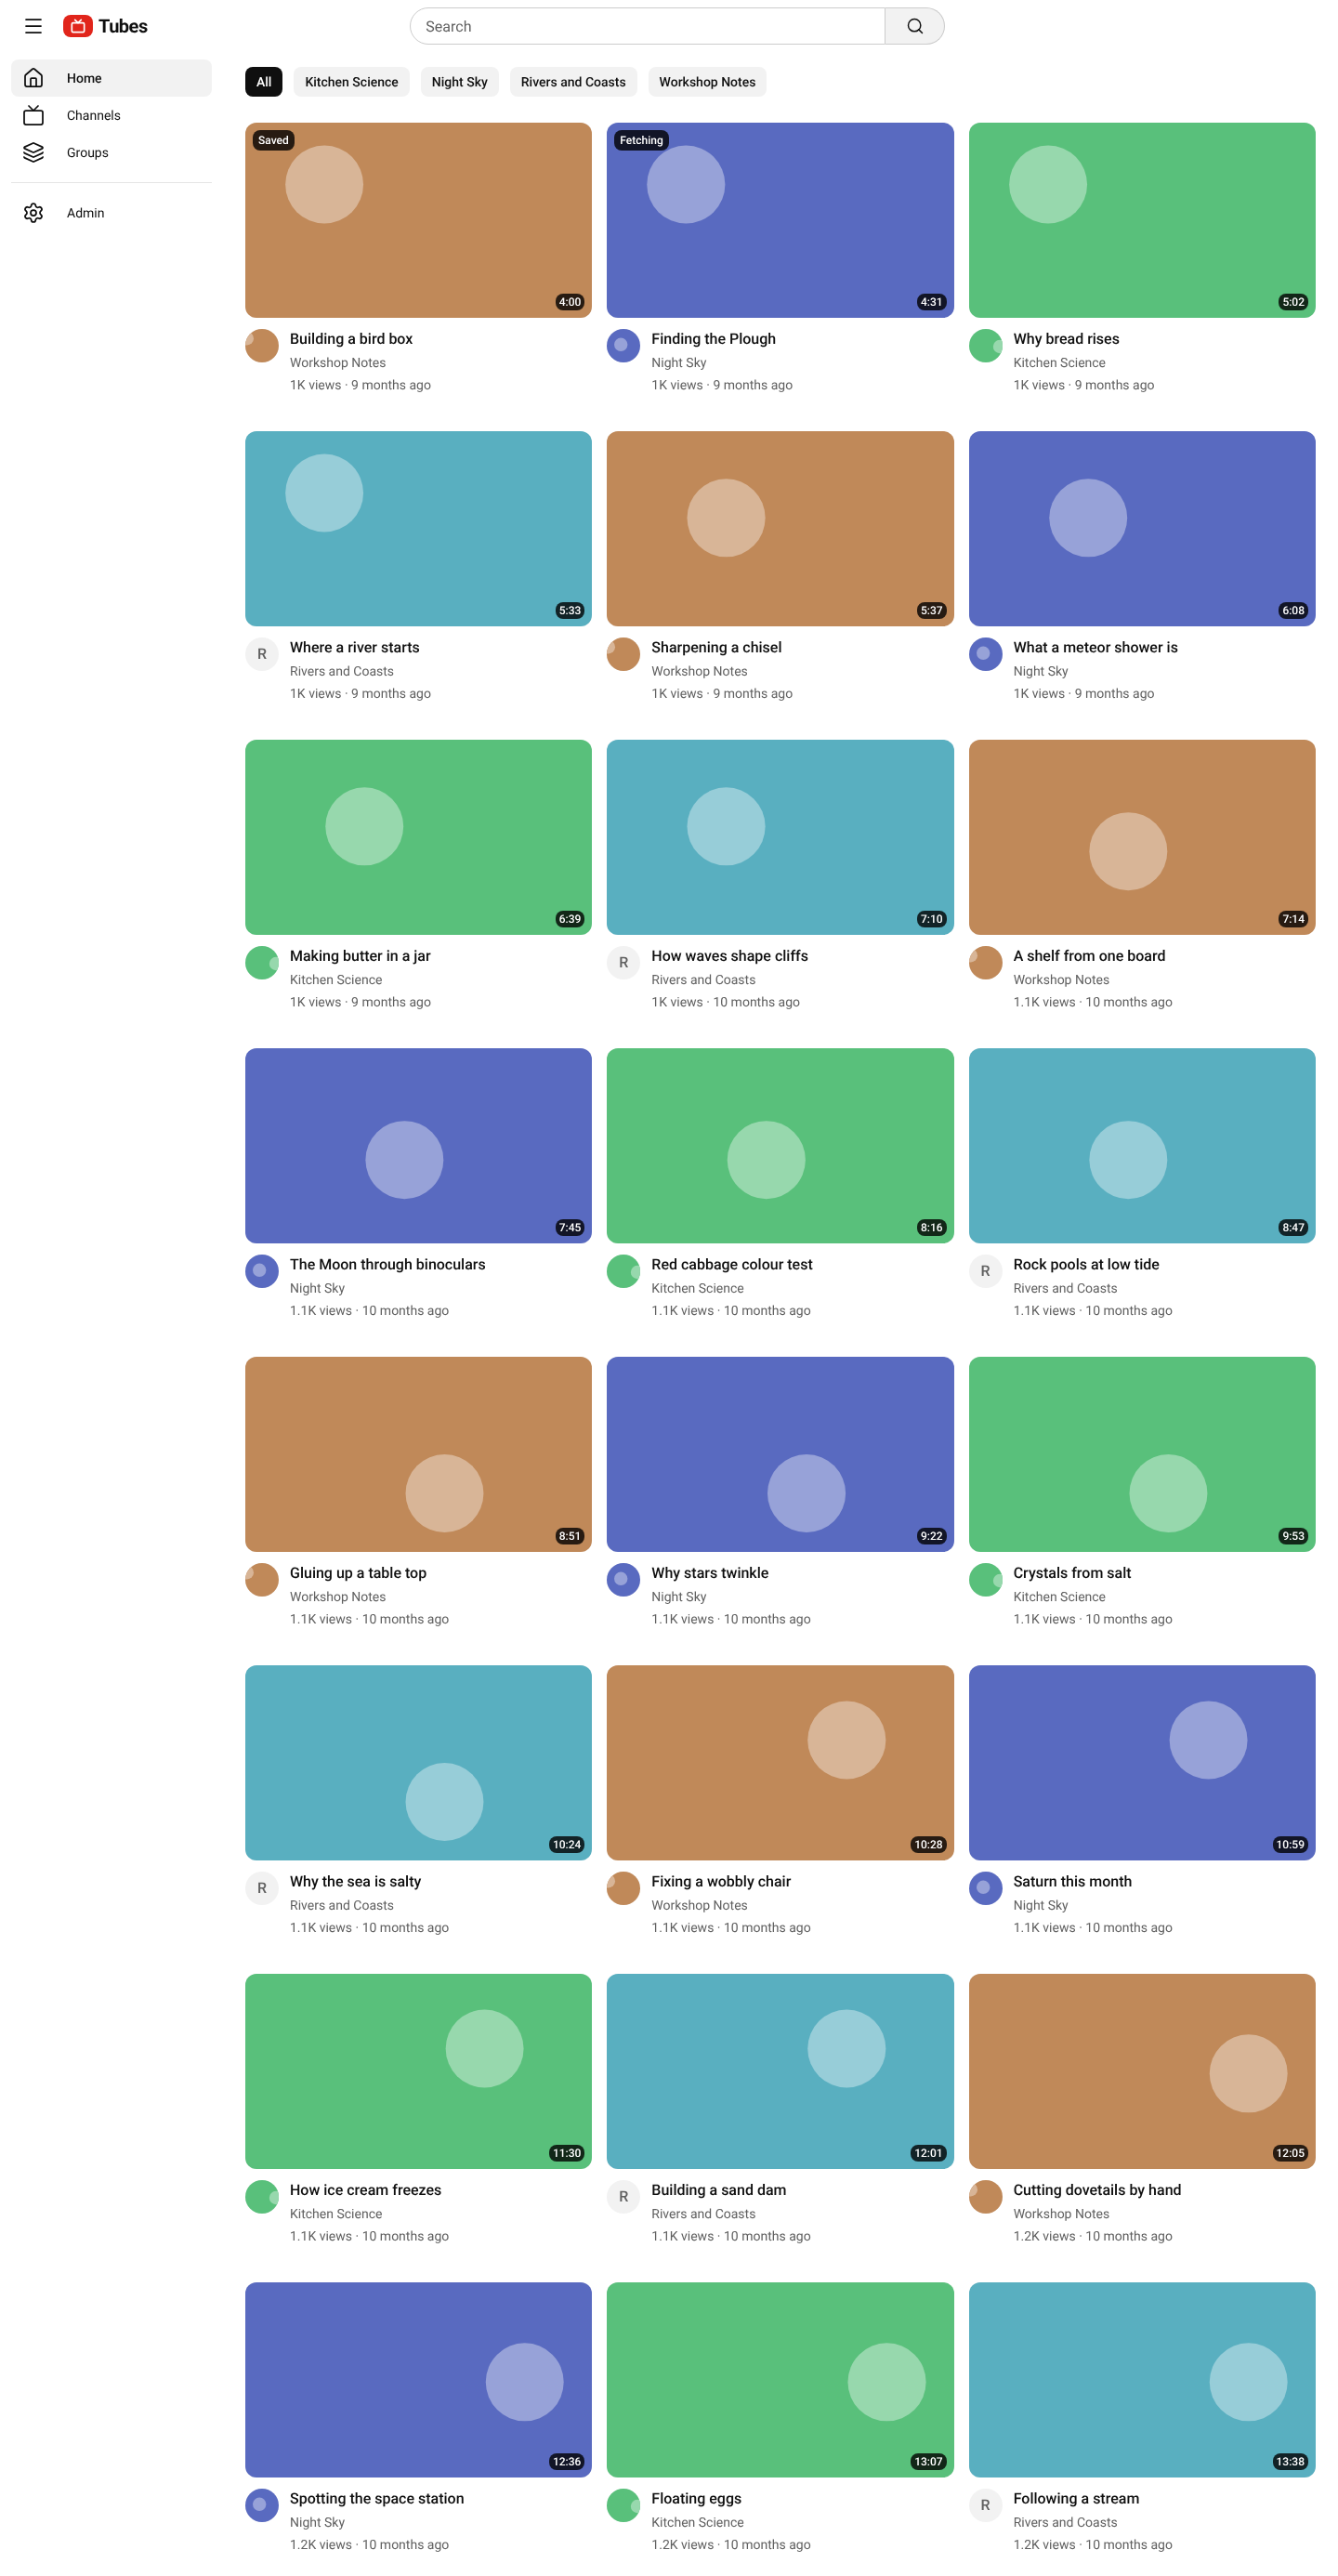 Tubes
Search
Home
Channels
Groups
Admin
All
Kitchen Science
Night Sky
Rivers and Coasts
Workshop Notes
Saved
4:00
Building a bird box
Workshop Notes
1K views · 9 months ago
Fetching
4:31
Finding the Plough
Night Sky
1K views · 9 months ago
5:02
Why bread rises
Kitchen Science
1K views · 9 months ago
5:33
R
Where a river starts
Rivers and Coasts
1K views · 9 months ago
5:37
Sharpening a chisel
Workshop Notes
1K views · 9 months ago
6:08
What a meteor shower is
Night Sky
1K views · 9 months ago
6:39
Making butter in a jar
Kitchen Science
1K views · 9 months ago
7:10
R
How waves shape cliffs
Rivers and Coasts
1K views · 10 months ago
7:14
A shelf from one board
Workshop Notes
1.1K views · 10 months ago
7:45
The Moon through binoculars
Night Sky
1.1K views · 10 months ago
8:16
Red cabbage colour test
Kitchen Science
1.1K views · 10 months ago
8:47
R
Rock pools at low tide
Rivers and Coasts
1.1K views · 10 months ago
8:51
Gluing up a table top
Workshop Notes
1.1K views · 10 months ago
9:22
Why stars twinkle
Night Sky
1.1K views · 10 months ago
9:53
Crystals from salt
Kitchen Science
1.1K views · 10 months ago
10:24
R
Why the sea is salty
Rivers and Coasts
1.1K views · 10 months ago
10:28
Fixing a wobbly chair
Workshop Notes
1.1K views · 10 months ago
10:59
Saturn this month
Night Sky
1.1K views · 10 months ago
11:30
How ice cream freezes
Kitchen Science
1.1K views · 10 months ago
12:01
R
Building a sand dam
Rivers and Coasts
1.1K views · 10 months ago
12:05
Cutting dovetails by hand
Workshop Notes
1.2K views · 10 months ago
12:36
Spotting the space station
Night Sky
1.2K views · 10 months ago
13:07
Floating eggs
Kitchen Science
1.2K views · 10 months ago
13:38
R
Following a stream
Rivers and Coasts
1.2K views · 10 months ago